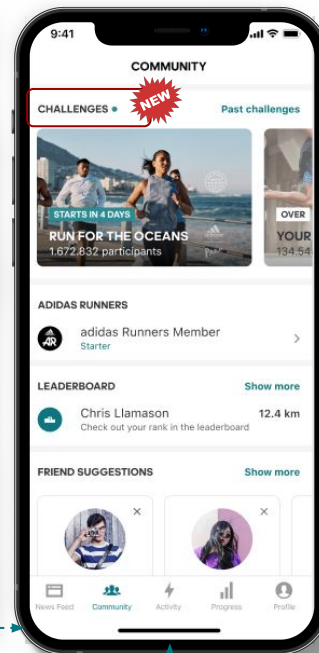 9:41
COMMUNITY
CHALLENGES
NEW
Past challenges
STARTS IN 4 DAYS
RUN FOR THE OCEANS
1.672.832 participants
OVER
YOUR
134.54
ADIDAS RUNNERS
AR
adidas Runners Member
Starter
LEADERBOARD
Show more
Chris Llamason
12.4 km
Check out your rank in the leaderboard
FRIEND SUGGESTIONS
Show more
News Feed
Community
Activity
Progress
Profile